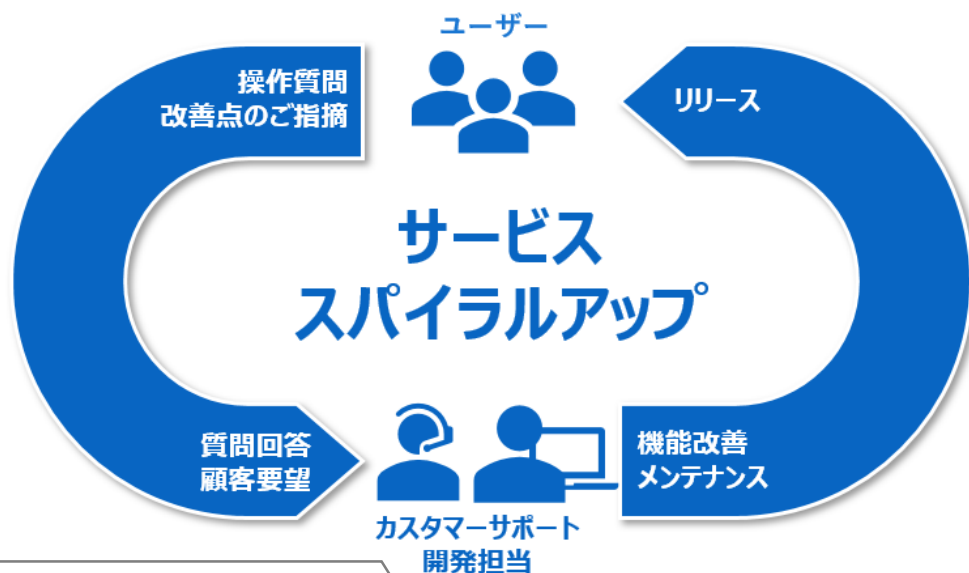 ユーザー
操作質問
改善点のご指摘
リリース
サービス
スパイラルアップ
質問回答
顧客要望
機能改善
メンテナンス
カスタマーサポート
開発担当